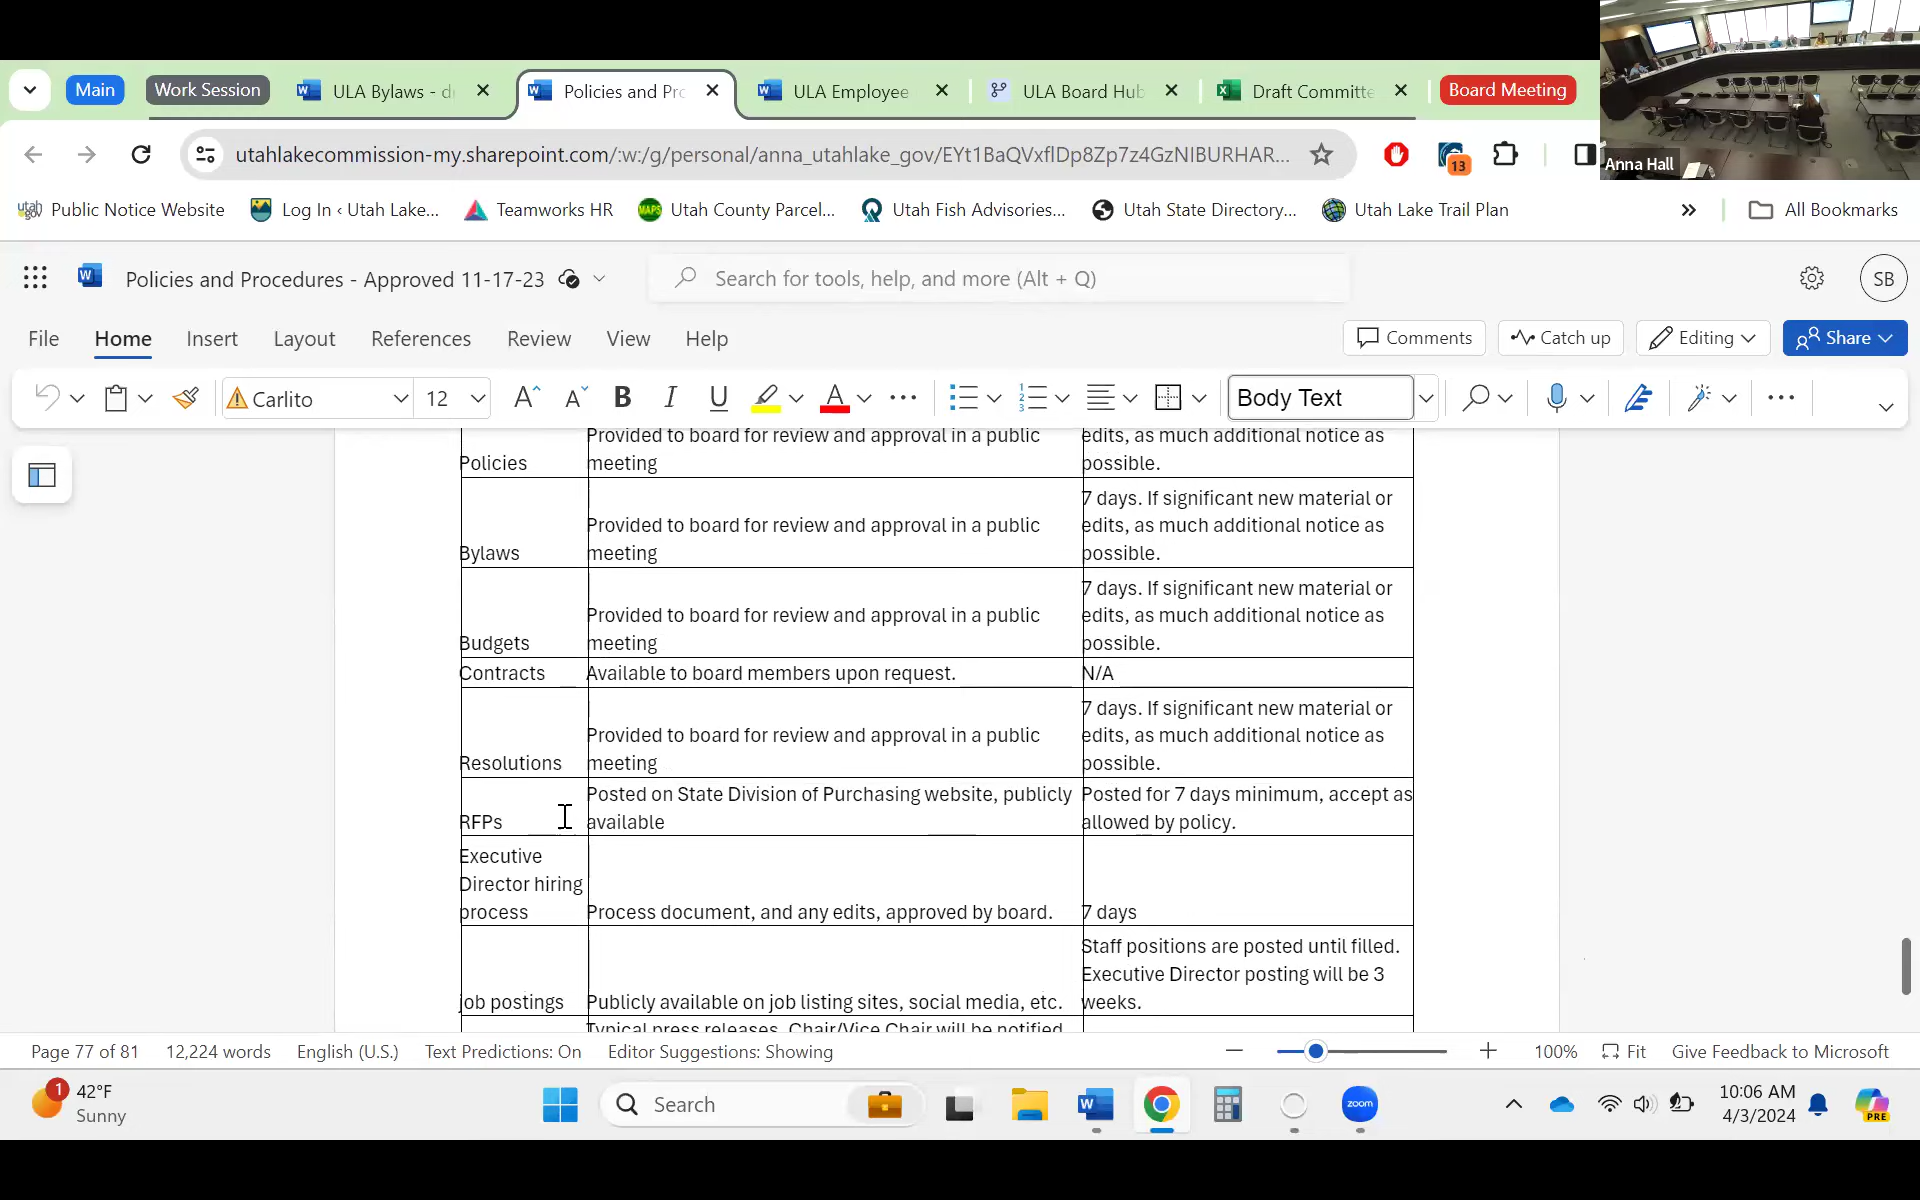 Main
Work Session
ULA Bylaws - d
Policies and Pr
ULA Employee
ULA Board Hub
Draft Committe
Board Meeting
Anna Hall
utahlakecommission-my.sharepoint.com/:w:/g/personal/anna_utahlake_gov/EYt1BaQVxflDp8Zp7z4GzNIBURHAR...
13
Public Notice Website
Log In ‹ Utah Lake...
Teamworks HR
Utah County Parcel...
Utah Fish Advisories...
Utah State Directory...
Utah Lake Trail Plan
»
All Bookmarks
Policies and Procedures - Approved 11-17-23
Search for tools, help, and more (Alt + Q)
SB
File Home Insert Layout References Review View Help
Comments
Catch up
Editing
Share
Carlito
12
B I U
Body Text
Provided to board for review and approval in a public
edits, as much additional notice as
Policies
meeting
possible.
7 days. If significant new material or
Provided to board for review and approval in a public
edits, as much additional notice as
Bylaws
meeting
possible.
7 days. If significant new material or
Provided to board for review and approval in a public
edits, as much additional notice as
Budgets
meeting
possible.
Contracts
Available to board members upon request.
N/A
7 days. If significant new material or
Provided to board for review and approval in a public
edits, as much additional notice as
Resolutions
meeting
possible.
Posted on State Division of Purchasing website, publicly
Posted for 7 days minimum, accept as
RFPs
available
allowed by policy.
Executive
Director hiring
process
Process document, and any edits, approved by board.
7 days
Staff positions are posted until filled.
Executive Director posting will be 3
job postings
Publicly available on job listing sites, social media, etc.
weeks.
Typical press releases, Chair/Vice Chair will be notified
Page 77 of 81
12,224 words
English (U.S.)
Text Predictions: On
Editor Suggestions: Showing
100%
Fit
Give Feedback to Microsoft
1
42°F
Sunny
Search
zoom
10:06 AM
4/3/2024
PRE